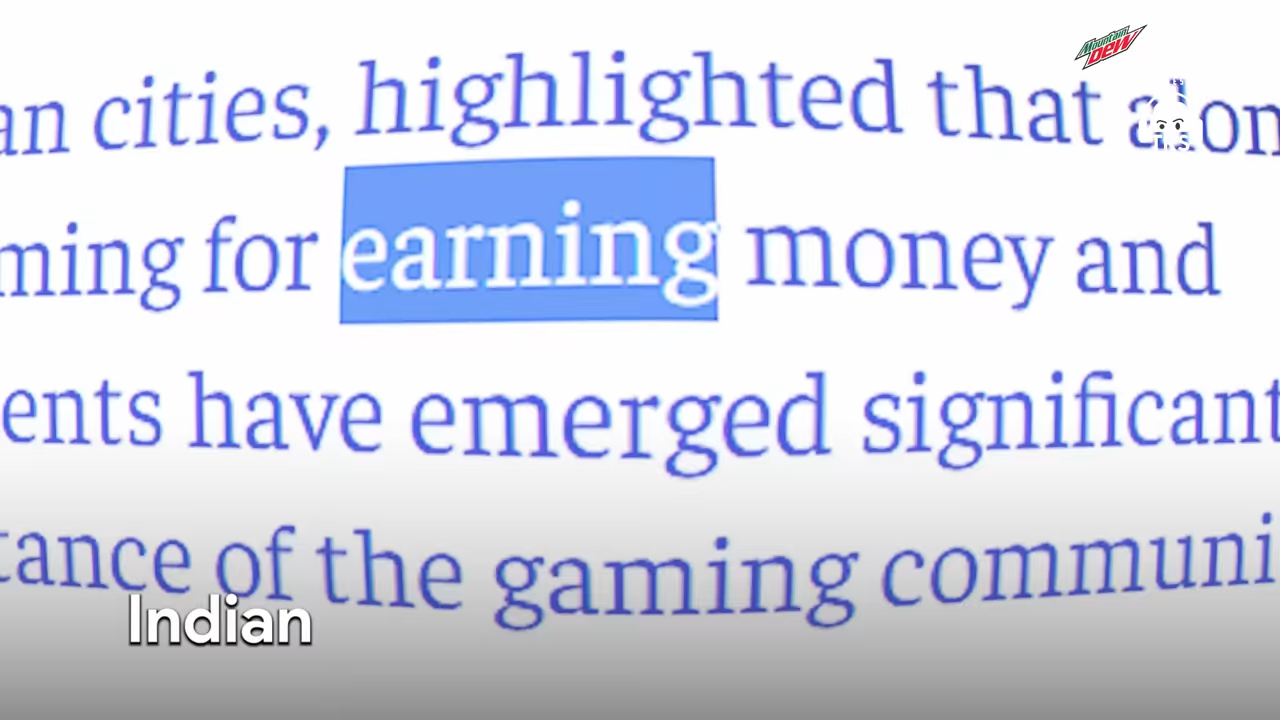 Mountain
Dew
an cities, highlighted that alon
ming for earning money and
ents have emerged significant
tance of the gaming communi
Indian